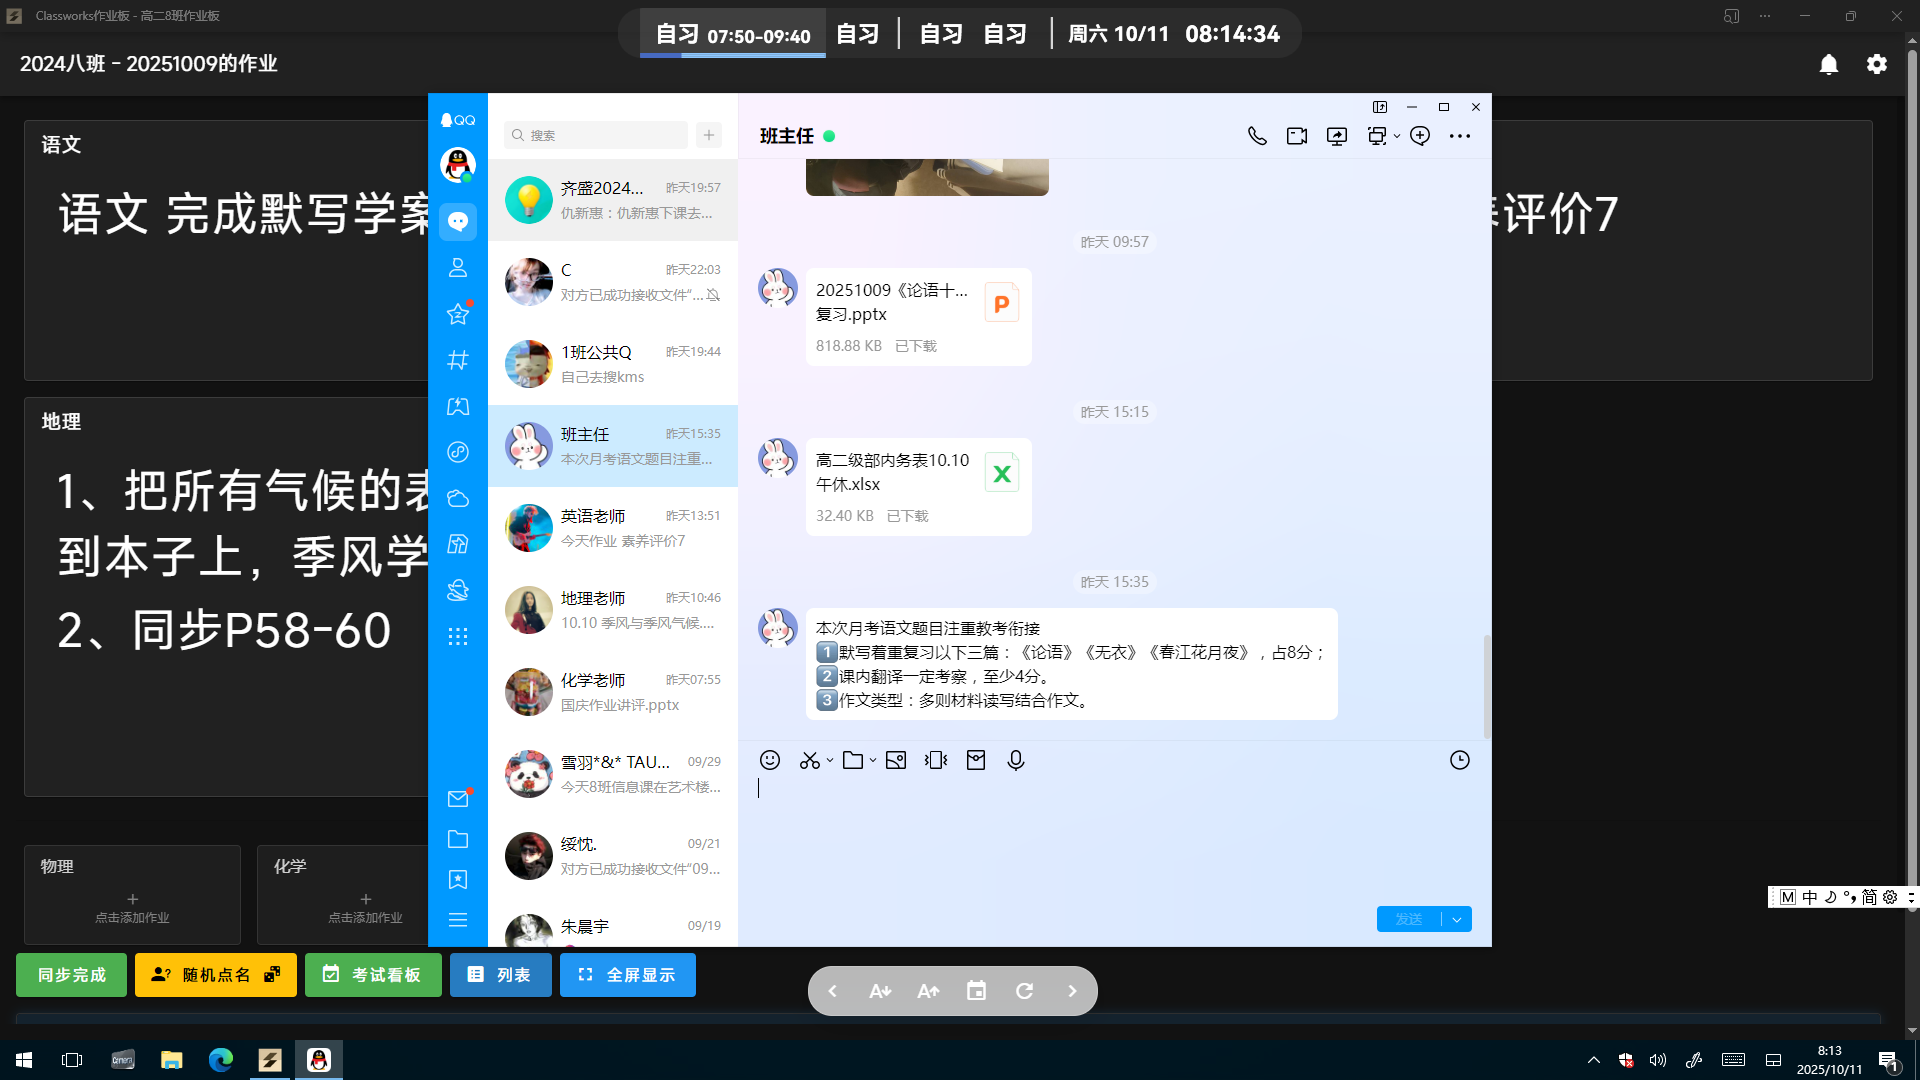 Classworks作业板 - 高二8班作业板
自习 07:50-09:40 自习 自习 自习 周六 10/11 08:14:34
2024八班 - 20251009的作业
语文
语文 完成默写学案
评价7
地理
1、把所有气候的表
到本子上，季风学
2、同步P58-60
物理
点击添加作业
化学
点击添加作业
同步完成
随机点名
考试看板
列表
全屏显示
QQ
搜索
齐盛2024... 昨天19:57
仇新惠：仇新惠下课去...
C 昨天22:03
对方已成功接收文件“...
1班公共Q 昨天19:44
自己去搜kms
班主任 昨天15:35
本次月考语文题目注重...
英语老师 昨天13:51
今天作业 素养评价7
地理老师 昨天10:46
10.10 季风与季风气候....
化学老师 昨天07:55
国庆作业讲评.pptx
雪羽*&* TAU... 09/29
今天8班信息课在艺术楼...
绥忱. 09/21
对方已成功接收文件“09...
朱晨宇 09/19
班主任
昨天 09:57
20251009《论语十...
复习.pptx
P
818.88 KB 已下载
昨天 15:15
高二级部内务表10.10
午休.xlsx
X
32.40 KB 已下载
昨天 15:35
本次月考语文题目注重教考衔接
1默写着重复习以下三篇：《论语》《无衣》《春江花月夜》，占8分；
2课内翻译一定考察，至少4分。
3作文类型：多则材料读写结合作文。
发送
M 中 简
A A
8:13
2025/10/11
1